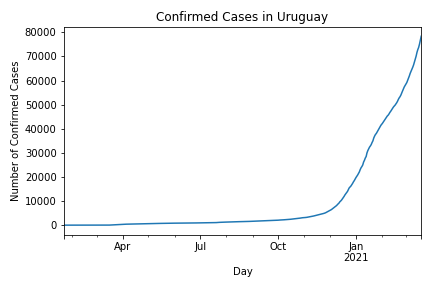 Confirmed Cases in Uruguay
80000
70000
60000
50000
40000
30000
20000
10000
0
Number of Confirmed Cases
Apr
Jul
Oct
Jan
2021
Day